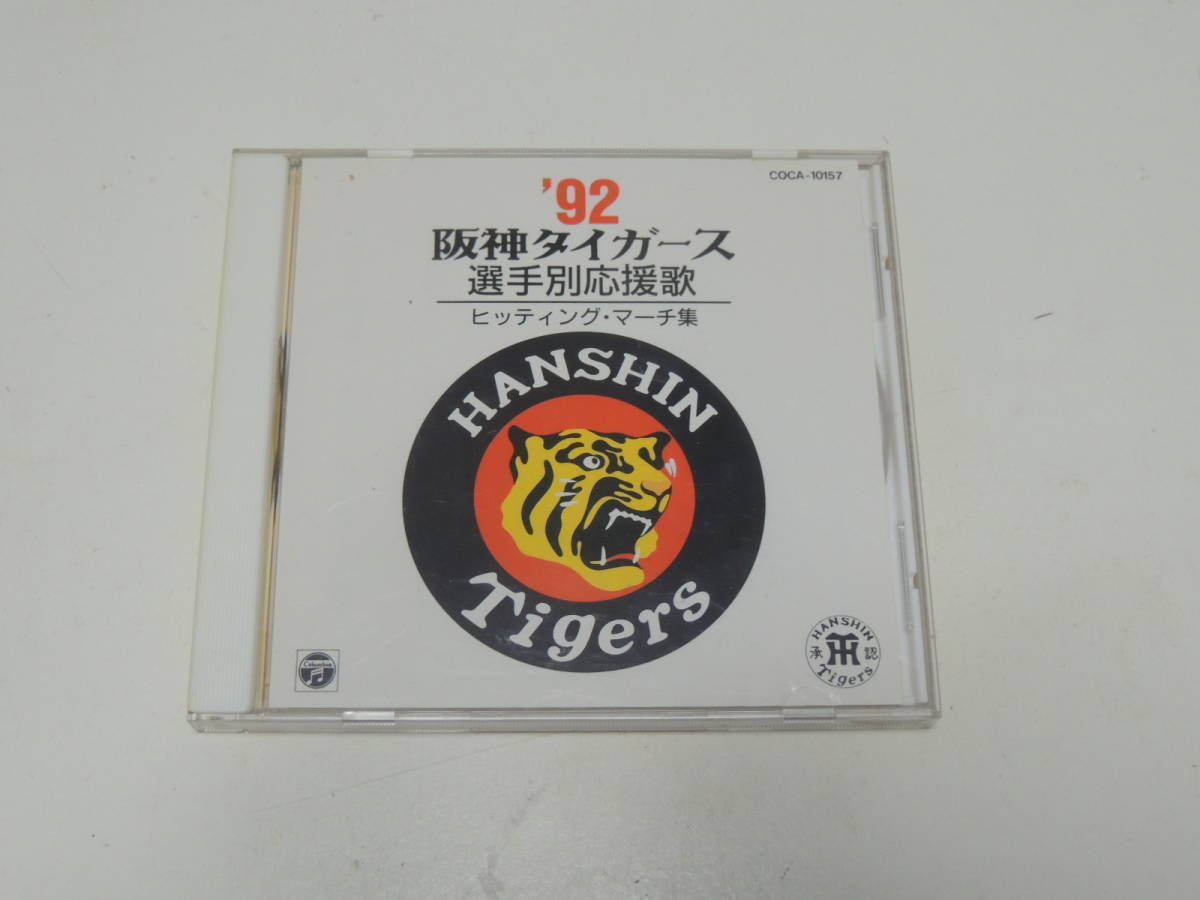 COCA-10157
'92
阪神タイガース
選手別応援歌
ヒッティング・マーチ集
HANSHIN
Tigers
Columbia
HANSHIN
承 認
Tigers